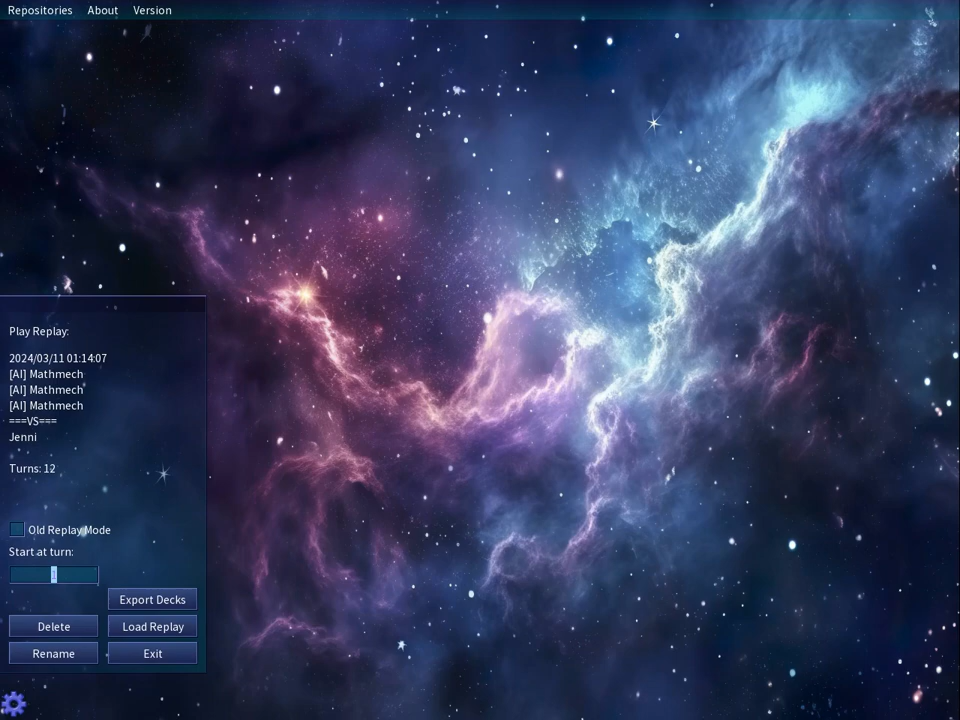 Repositories About Version
Play Replay:
2024/03/11 01:14:07
[AI] Mathmech
[AI] Mathmech
[AI] Mathmech
===VS===
Jenni
Turns: 12
Old Replay Mode
Start at turn:
1
Export Decks
Delete Load Replay
Rename Exit